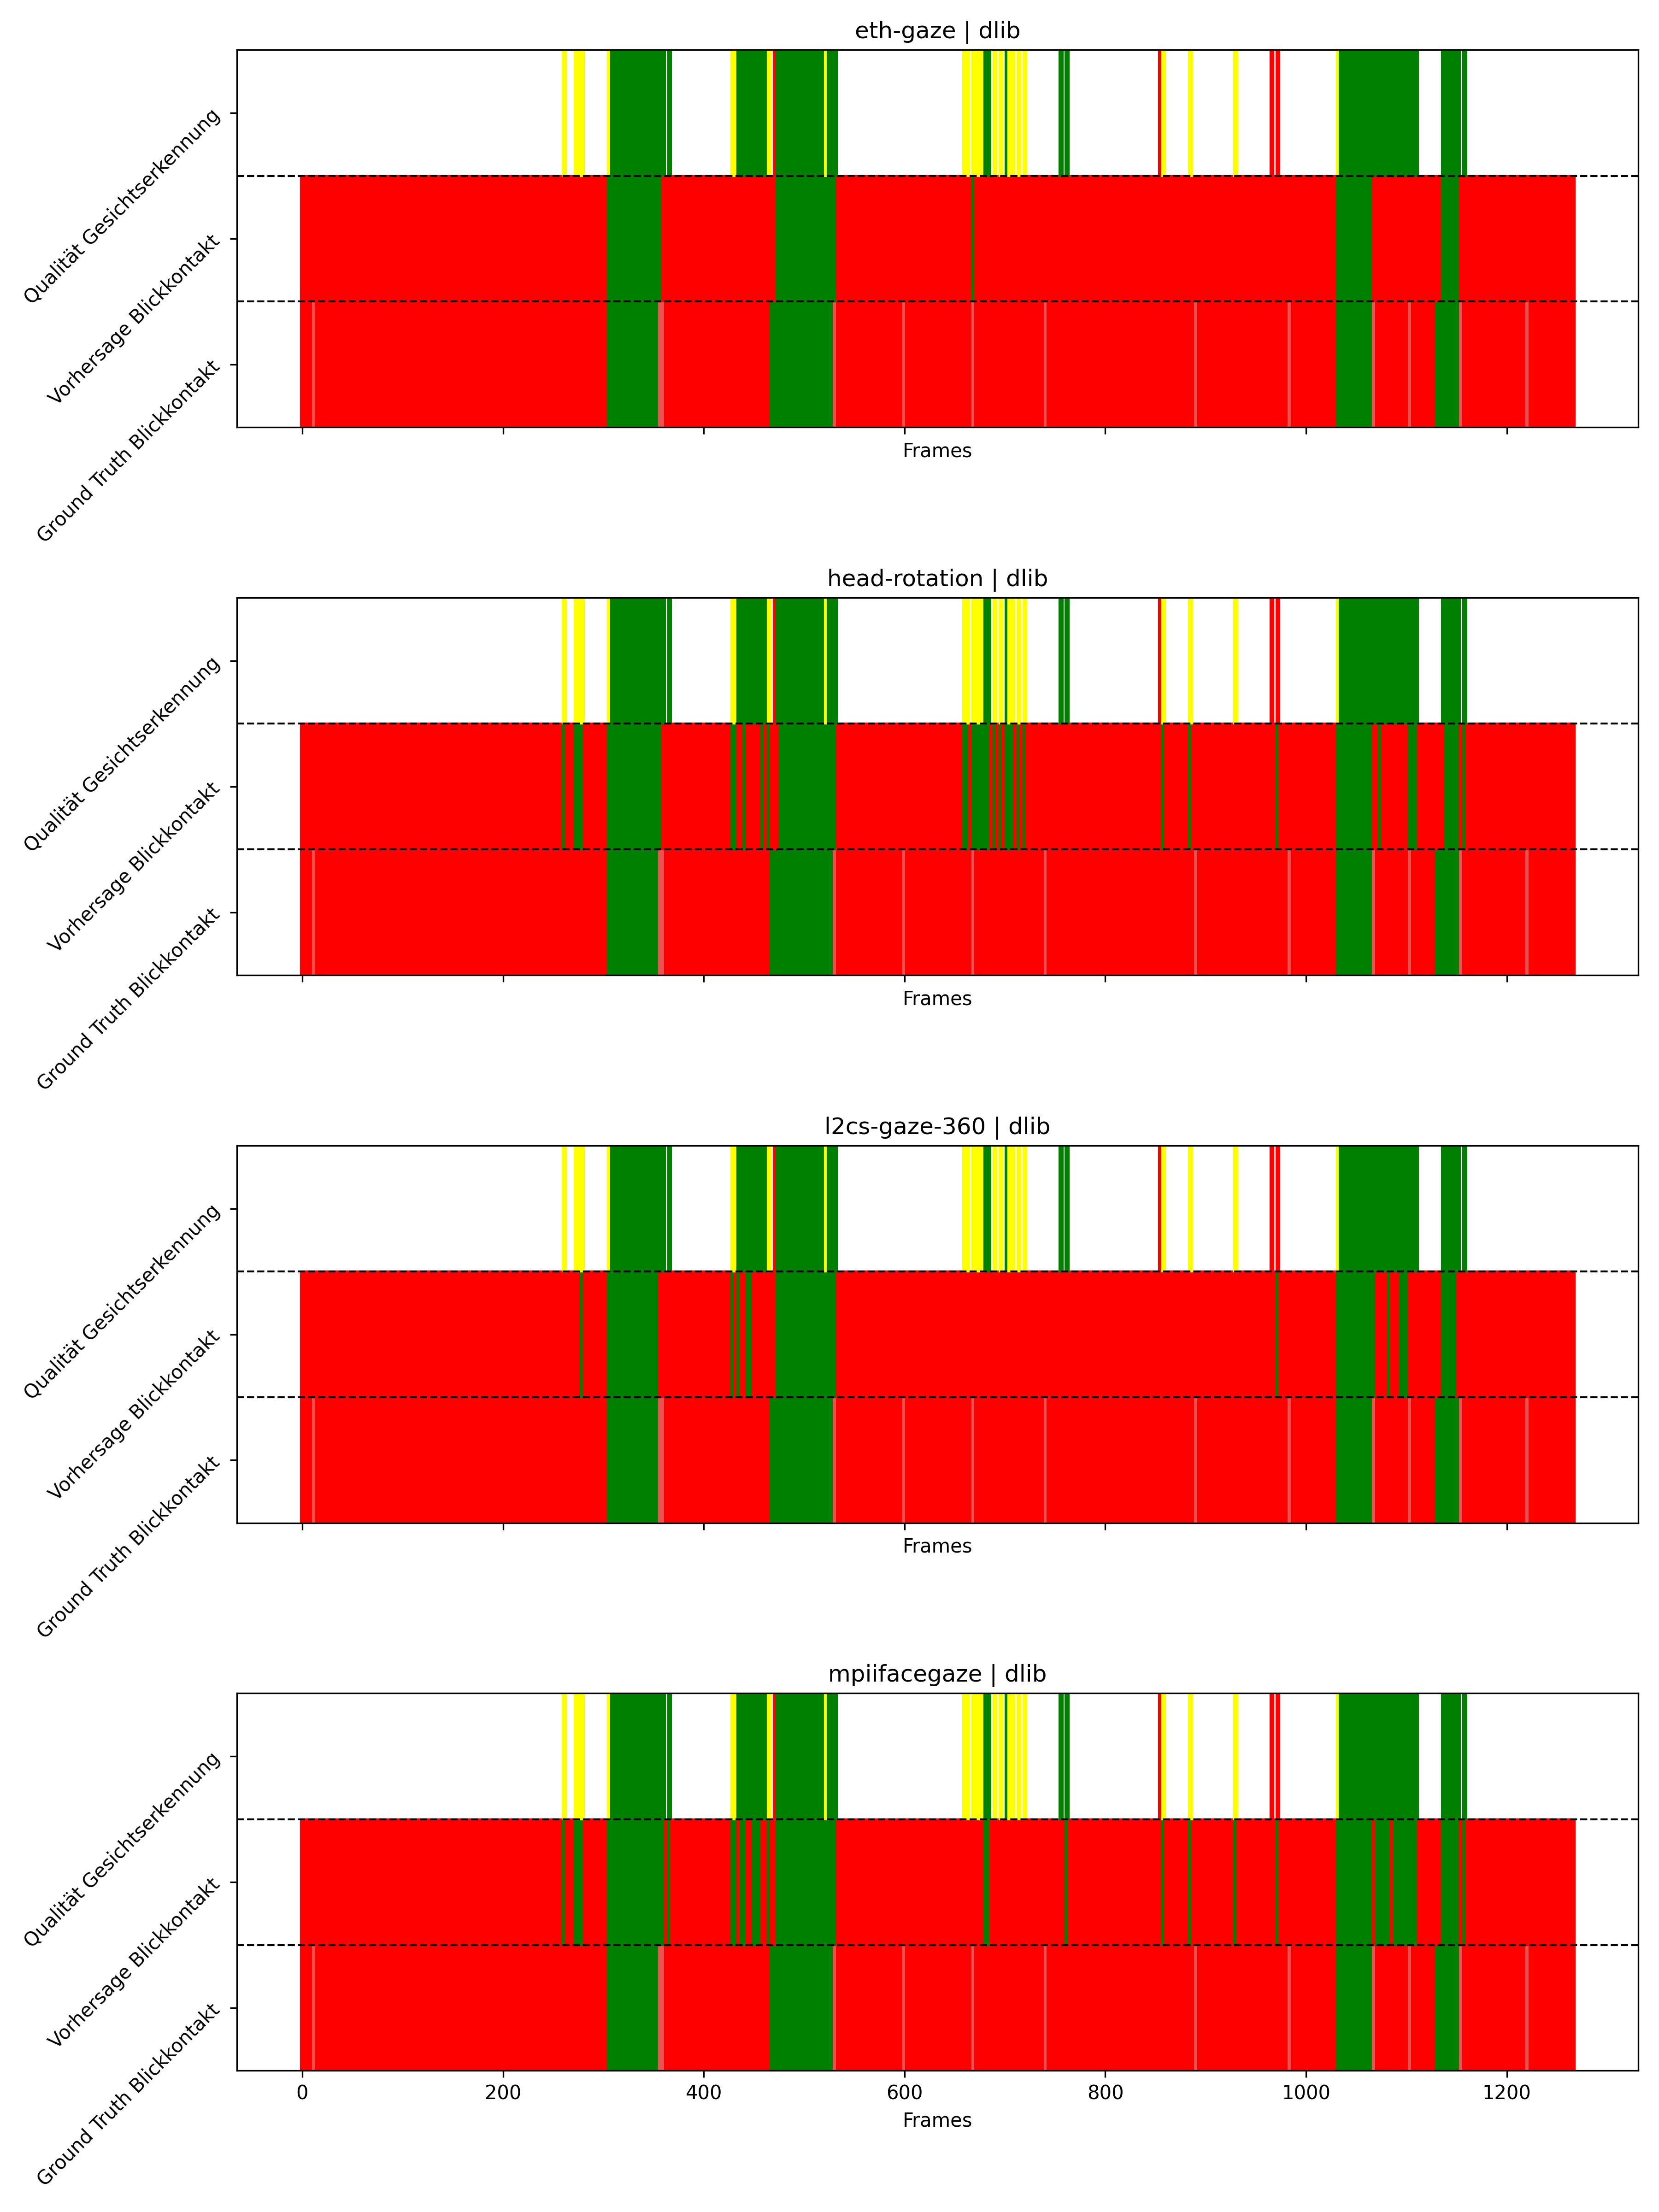 eth-gaze | dlib
Qualität Gesichtserkennung
Vorhersage Blickkontakt
Ground Truth Blickkontakt
Frames
head-rotation | dlib
Qualität Gesichtserkennung
Vorhersage Blickkontakt
Ground Truth Blickkontakt
Frames
l2cs-gaze-360 | dlib
Qualität Gesichtserkennung
Vorhersage Blickkontakt
Ground Truth Blickkontakt
Frames
mpiifacegaze | dlib
Qualität Gesichtserkennung
Vorhersage Blickkontakt
Ground Truth Blickkontakt
0 200 400 600 800 1000 1200
Frames